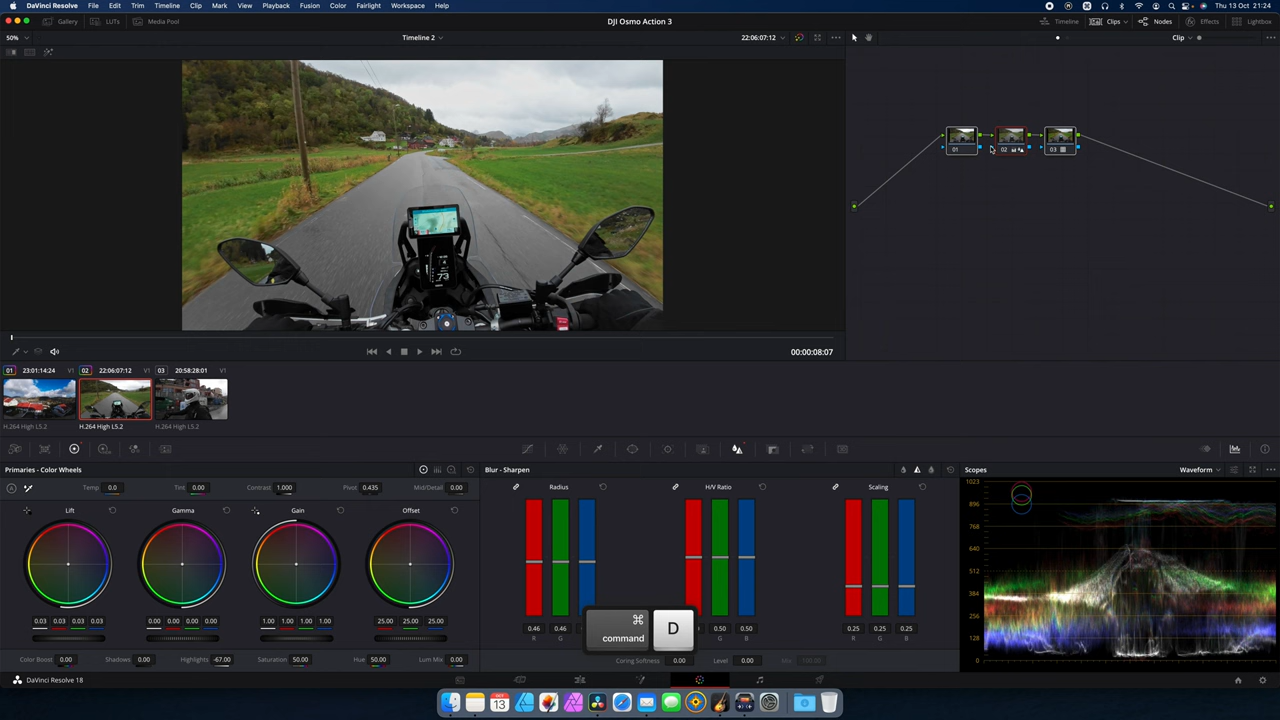 DaVinci Resolve File Edit Trim Timeline Clip Mark View Playback Fusion Color Fairlight Workspace Help Thu 13 Oct 21:24
Gallery LUTs Media Pool DJI Osmo Action 3 Timeline Clips Nodes Effects Lightbox
50% Timeline 2 22:06:07:12 Clip
01 02 03
73
00:00:08:07
01 23:01:14:24 V1 02 22:06:07:12 V1 03 20:58:28:01 V1
H.264 High L5.2 H.264 High L5.2 H.264 High L5.2
Primaries - Color Wheels Blur - Sharpen Scopes Waveform
Temp 0.0 Tint 0.00 Contrast 1.000 Pivot 0.435 Mid/Detail 0.00 Radius H/V Ratio Scaling
Lift Gamma Gain Offset
1023
896
768
640
512
384
256
128
0
0.03 0.03 0.03 0.03 0.00 0.00 0.00 0.00 1.00 1.00 1.00 1.00 25.00 25.00 25.00
0.46 0.46 0.50 0.50 0.25 0.25 0.25
R G G B R G B
⌘
command
D
Color Boost 0.00 Shadows 0.00 Highlights -67.00 Saturation 50.00 Hue 50.00 Lum Mix 0.00 Coring Softness 0.00 Level 0.00 Mix 100.00
DaVinci Resolve 18
OCT
13